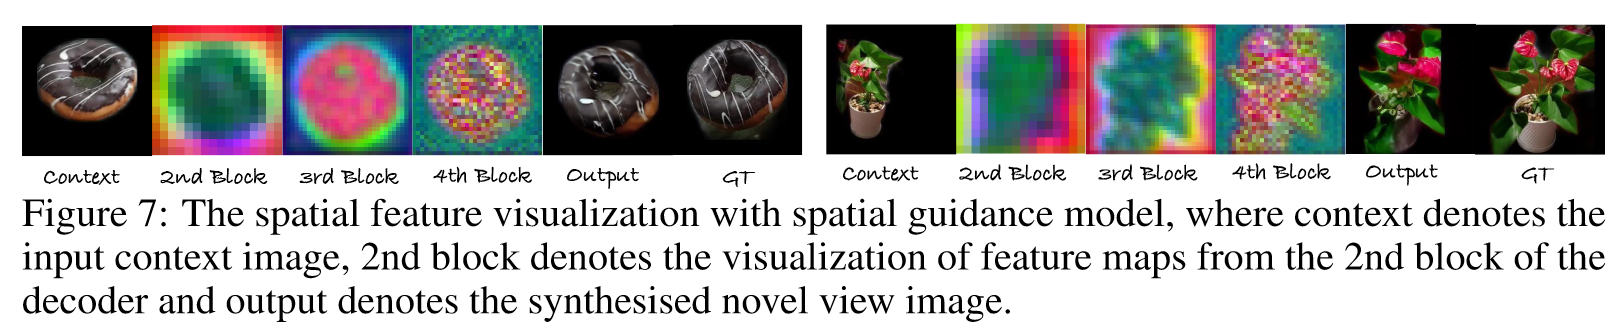 Context 2nd Block 3rd Block 4th Block Output GT Context 2nd Block 3rd Block 4th Block Output GT
Figure 7: The spatial feature visualization with spatial guidance model, where context denotes the
input context image, 2nd block denotes the visualization of feature maps from the 2nd block of the
decoder and output denotes the synthesised novel view image.